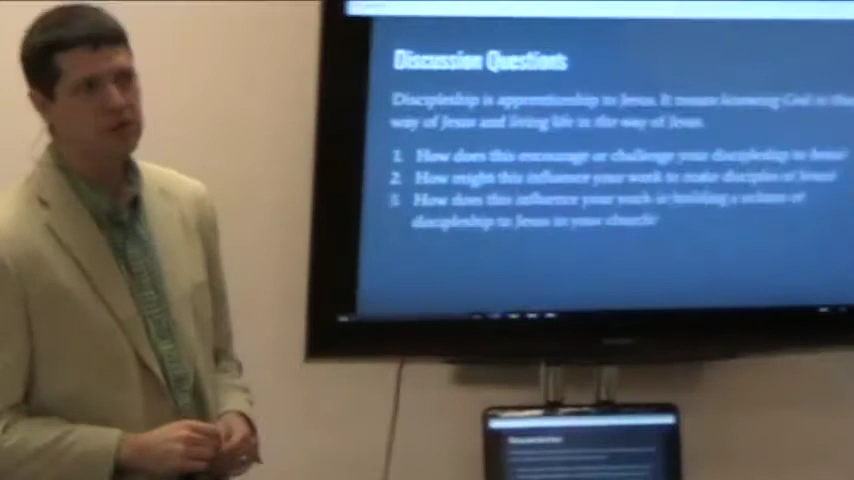 Discussion Questions
Discipleship is apprenticeship to Jesus. It means knowing God in the
way of Jesus and living life in the way of Jesus.
1 How does this encourage or challenge your discipleship to Jesus?
2 How might this influence your work to make disciples of Jesus?
3 How does this influence your work in building a culture of
discipleship to Jesus in your church?